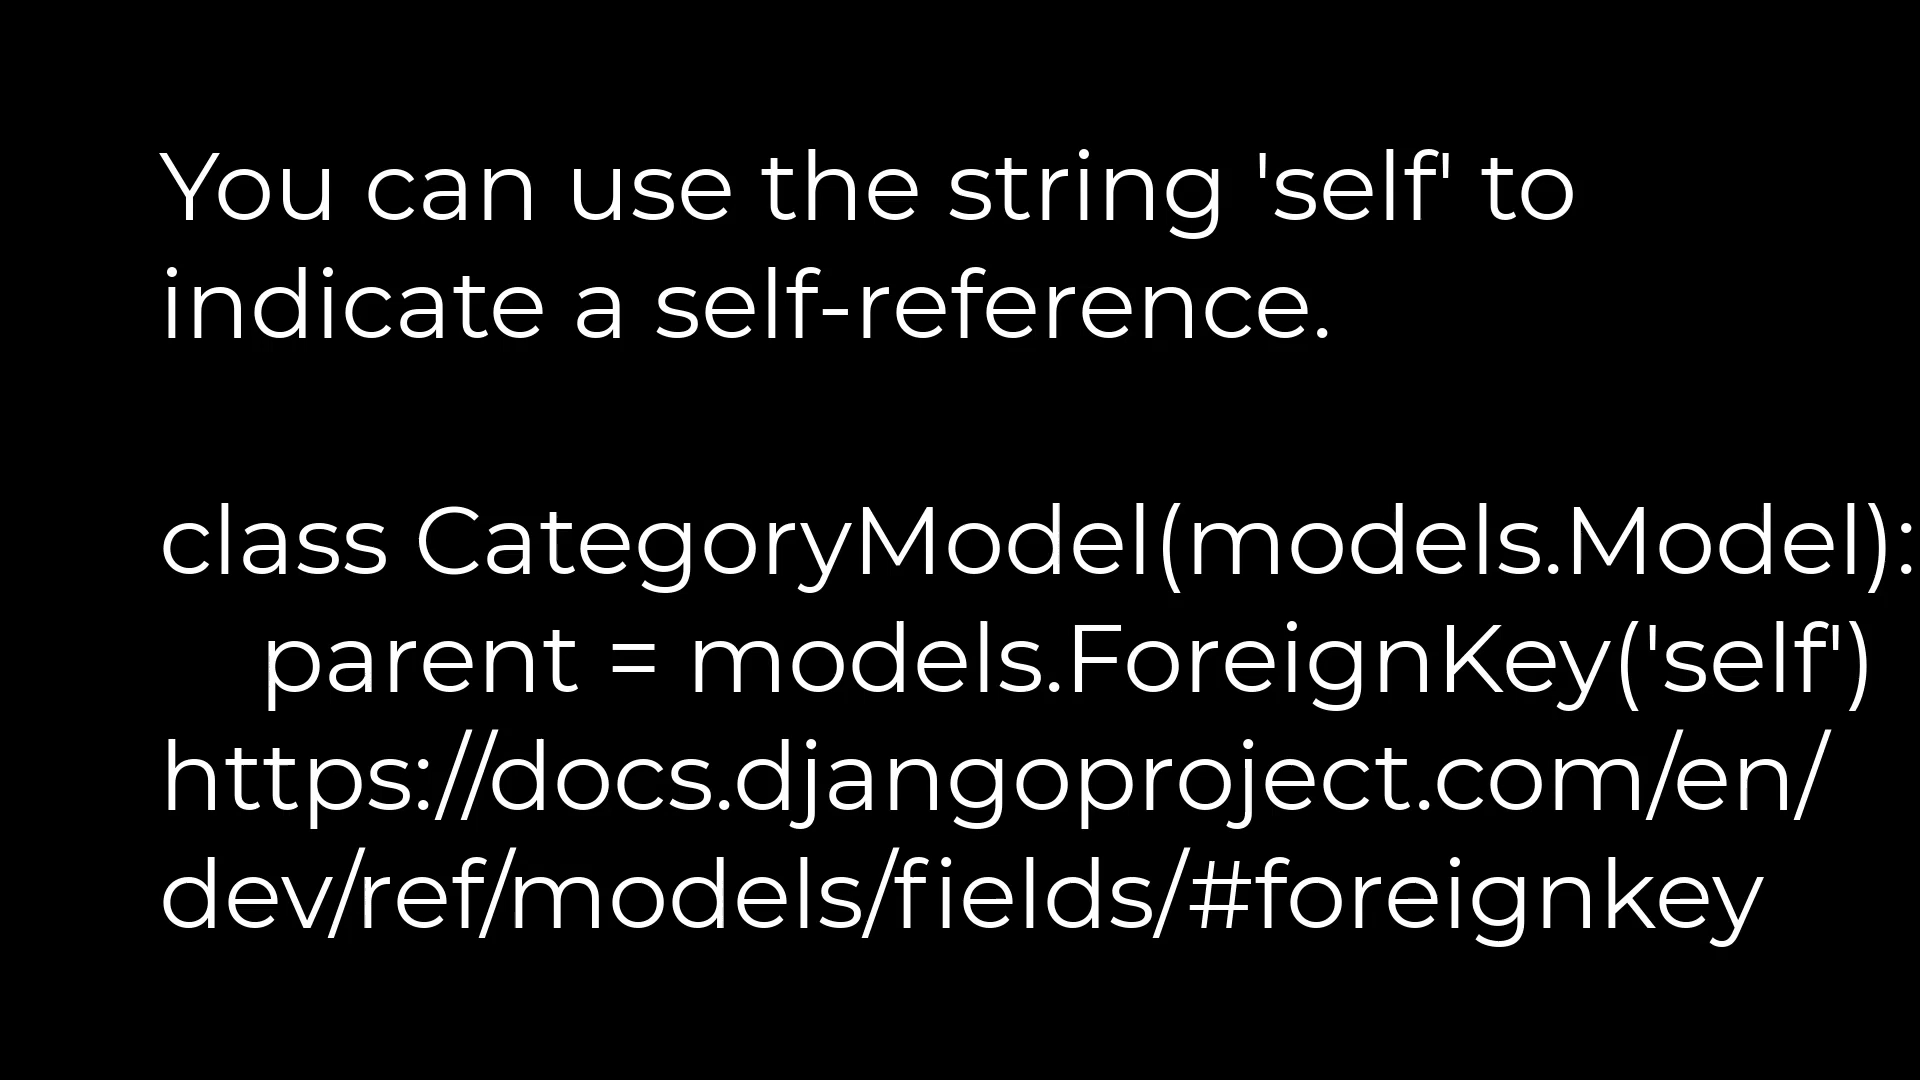 You can use the string 'self' to
indicate a self-reference.
class CategoryModel(models.Model):
    parent = models.ForeignKey('self')
https://docs.djangoproject.com/en/
dev/ref/models/fields/#foreignkey